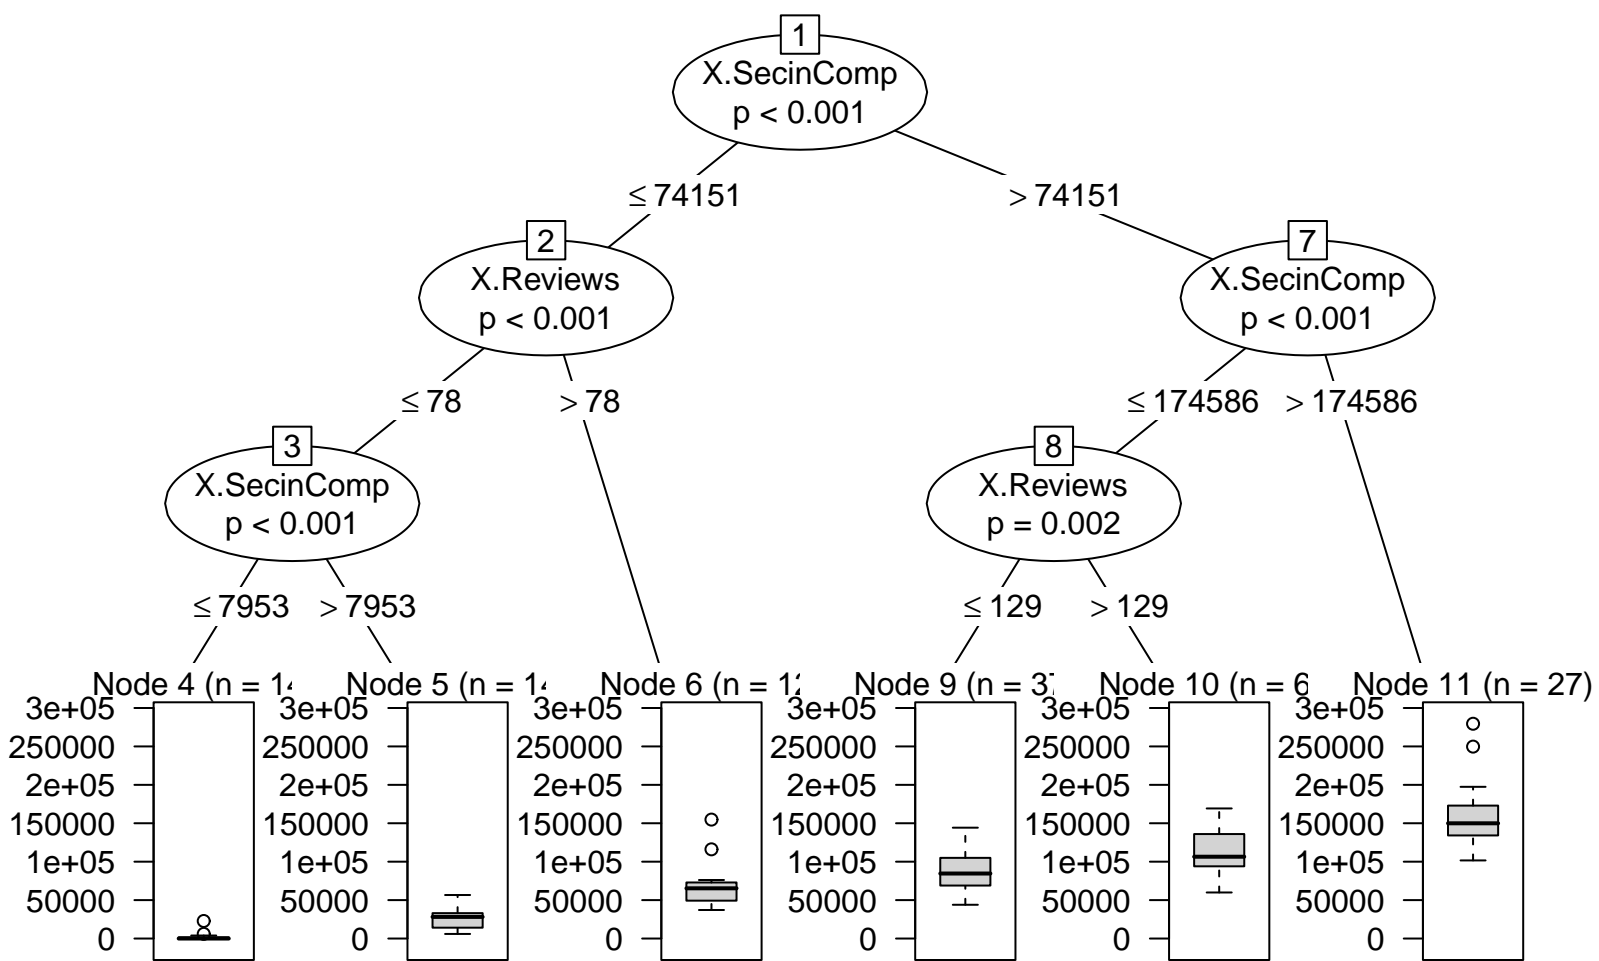 1
X.SecinComp
p < 0.001
≤ 74151
> 74151
2
X.Reviews
p < 0.001
7
X.SecinComp
p < 0.001
≤ 78
> 78
≤ 174586
> 174586
3
X.SecinComp
p < 0.001
8
X.Reviews
p = 0.002
≤ 7953
> 7953
≤ 129
> 129
Node 4 (n = 14
3e+05
250000
2e+05
150000
1e+05
50000
0
Node 5 (n = 14
3e+05
250000
2e+05
150000
1e+05
50000
0
Node 6 (n = 12
3e+05
250000
2e+05
150000
1e+05
50000
0
Node 9 (n = 37
3e+05
250000
2e+05
150000
1e+05
50000
0
Node 10 (n = 6
3e+05
250000
2e+05
150000
1e+05
50000
0
Node 11 (n = 27)
3e+05
250000
2e+05
150000
1e+05
50000
0